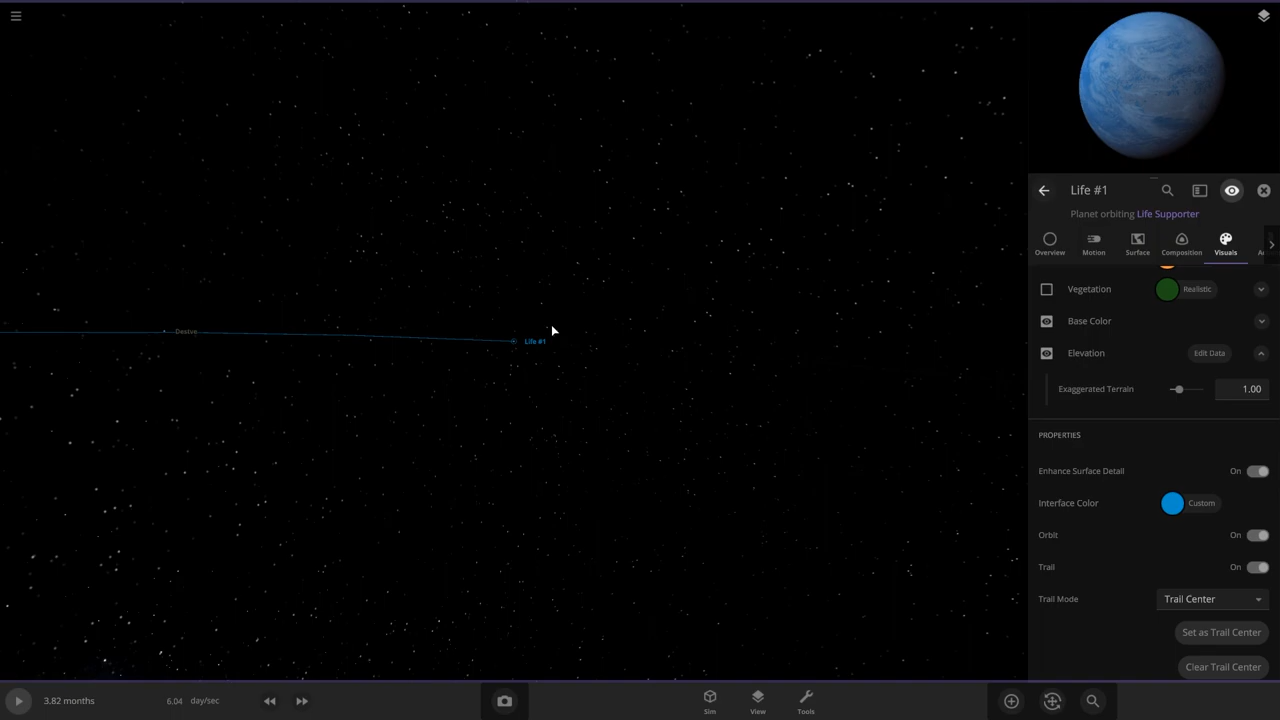 Life #1
Planet orbiting Life Supporter
Overview
Motion
Surface
Composition
Visuals
Vegetation
Realistic
Base Color
Elevation
Edit Data
Exaggerated Terrain
1.00
PROPERTIES
Enhance Surface Detail
On
Interface Color
Custom
Orbit
On
Trail
On
Trail Mode
Trail Center
Set as Trail Center
Clear Trail Center
Life #1
3.82 months
6.04 day/sec
Sim
View
Tools